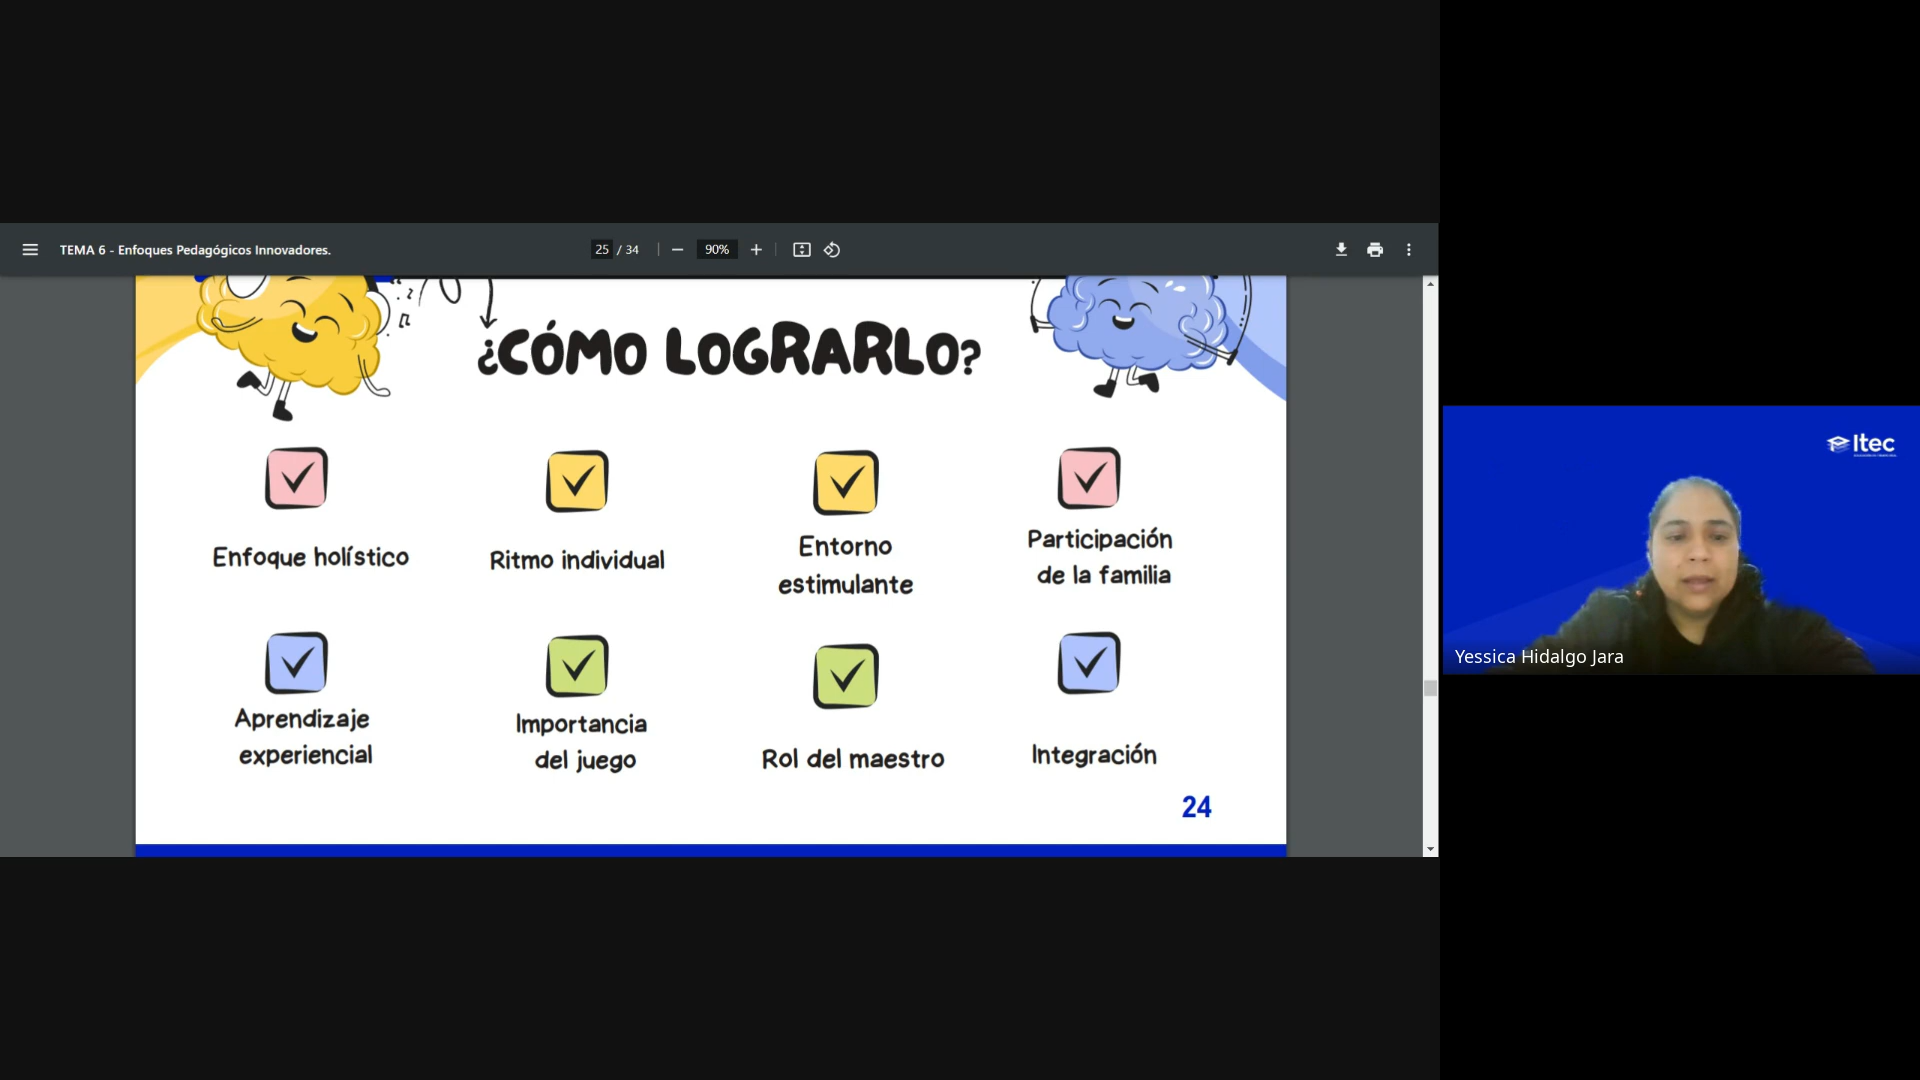 TEMA 6 - Enfoques Pedagógicos Innovadores.
25 / 34
90%
¿CÓMO LOGRARLO?
Enfoque holístico
Ritmo individual
Entorno
estimulante
Participación
de la familia
Aprendizaje
experiencial
Importancia
del juego
Rol del maestro
Integración
24
Itec
Yessica Hidalgo Jara